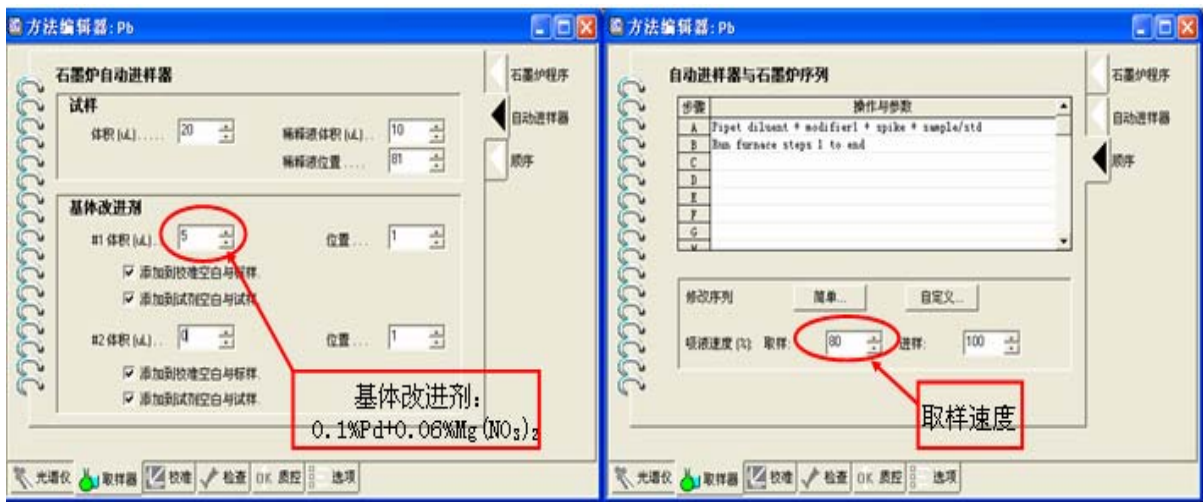 方法编辑器:Pb
石墨炉自动进样器
试样
体积(uL)..... 20 稀释液体积(uL)... 10
稀释液位置.... 81
基体改进剂
#1 体积(uL).. 5 位置... 1
添加到校准空白与标样.
添加到试剂空白与试样
#2 体积(uL)... 0 位置... 1
添加到校准空白与标样.
添加到试剂空白与试样.
基体改进剂:
0.1%Pd+0.06%Mg(NO₃)₂
石墨炉程序
自动进样器
顺序
光谱仪 取样器 校准 检查 OK 质控 选项
方法编辑器:Pb
自动进样器与石墨炉序列
步骤 操作与参数
A Pipet diluent + modifier1 + spike + sample/std
B Run furnace steps 1 to end
C
D
E
F
G
修改序列 简单... 自定义...
吸液速度(%) 取样: 80 进样: 100
取样速度
石墨炉程序
自动进样器
顺序
光谱仪 取样器 校准 检查 OK 质控 选项